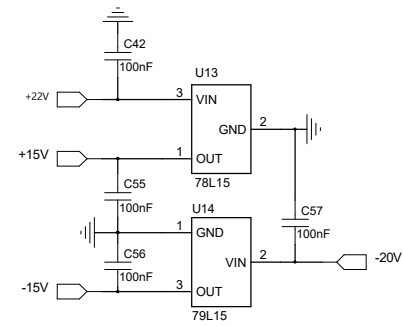 C42
100nF
U13
+22V
3
VIN
GND
2
+15V
1
OUT
78L15
C55
100nF
U14
C57
100nF
1
GND
C56
100nF
VIN
2
-20V
-15V
3
OUT
79L15